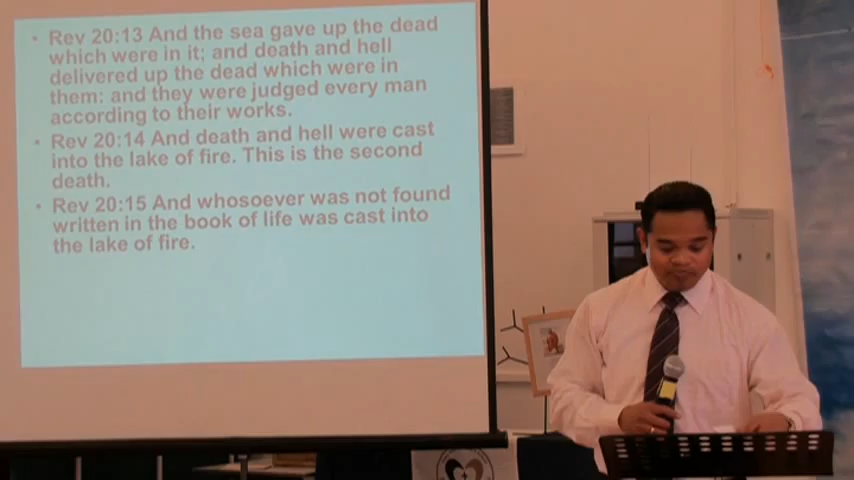 • Rev 20:13 And the sea gave up the dead
which were in it; and death and hell
delivered up the dead which were in
them: and they were judged every man
according to their works.
• Rev 20:14 And death and hell were cast
into the lake of fire. This is the second
death.
• Rev 20:15 And whosoever was not found
written in the book of life was cast into
the lake of fire.